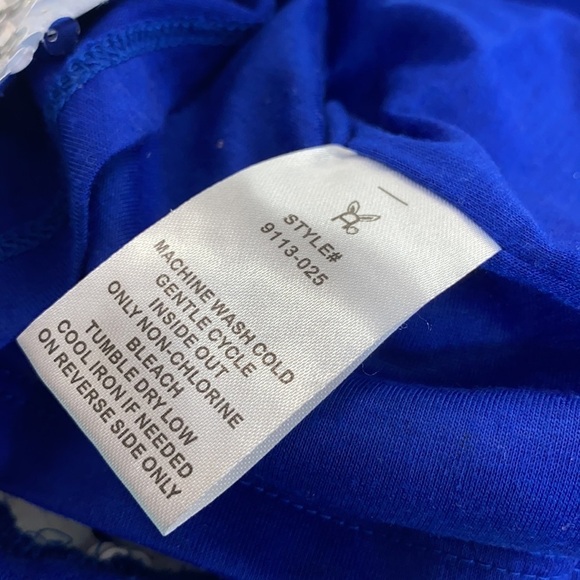 STYLE#
9113-025
MACHINE WASH COLD
GENTLE CYCLE
INSIDE OUT
ONLY NON-CHLORINE
BLEACH
TUMBLE DRY LOW
COOL IRON IF NEEDED
ON REVERSE SIDE ONLY